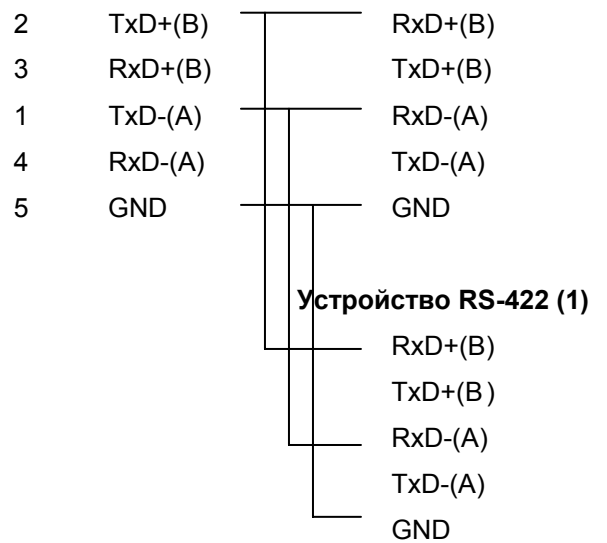 2 TxD+(B) RxD+(B)
3 RxD+(B) TxD+(B)
1 TxD-(A) RxD-(A)
4 RxD-(A) TxD-(A)
5 GND GND
Устройство RS-422 (1)
RxD+(B)
TxD+(B)
RxD-(A)
TxD-(A)
GND